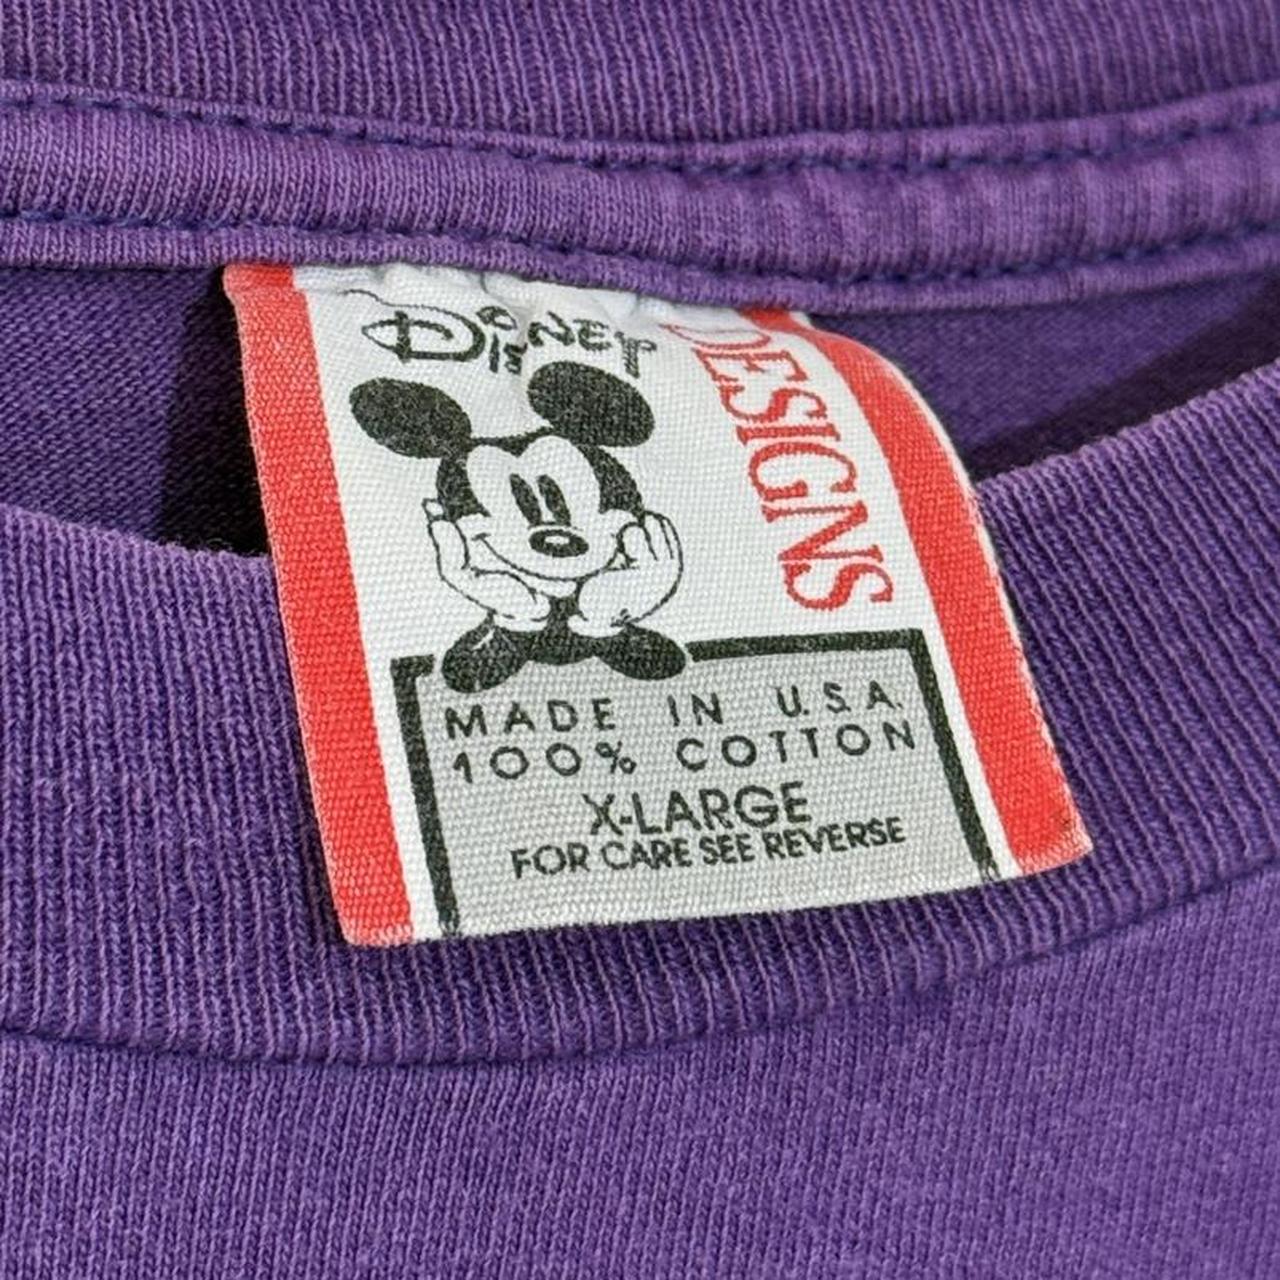 DISNEY
DESIGNS
MADE IN U.S.A.
100% COTTON
X-LARGE
FOR CARE SEE REVERSE